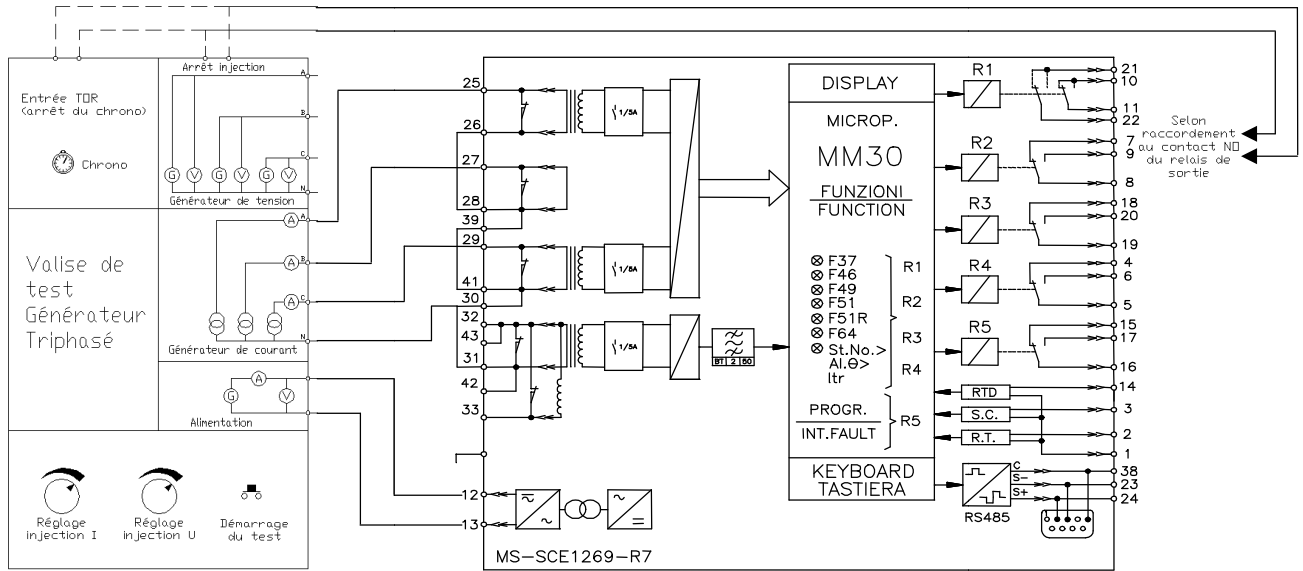 Entrée TOR
(arrêt du chrono)
Chrono
Arrêt injection
A
B
C
N
G V G V G V
Générateur de tension
Valise de
test
Générateur
Triphasé
A A
A B
A C
N
Générateur de courant
A
G V
Alimentation
Réglage
injection I
Réglage
injection U
Démarrage
du test
25
26
27
28
39
29
41
30
32
43
31
42
33
12
13
1/5A
1/5A
1/5A
BT 2 50
MS-SCE1269-R7
DISPLAY
MICROP.
MM30
FUNZIONI
FUNCTION
F37
F46
F49
F51
F51R
F64
St.No.>
Al.θ>
Itr
R1
R2
R3
R4
PROGR.
INT.FAULT
R5
KEYBOARD
TASTIERA
R1
R2
R3
R4
R5
RTD
S.C.
R.T.
RS485
C
S-
S+
21
10
11
22
7
9
8
18
20
19
4
6
5
15
17
16
14
3
2
1
38
23
24
Selon
raccordement
au contact NO
du relais de
sortie